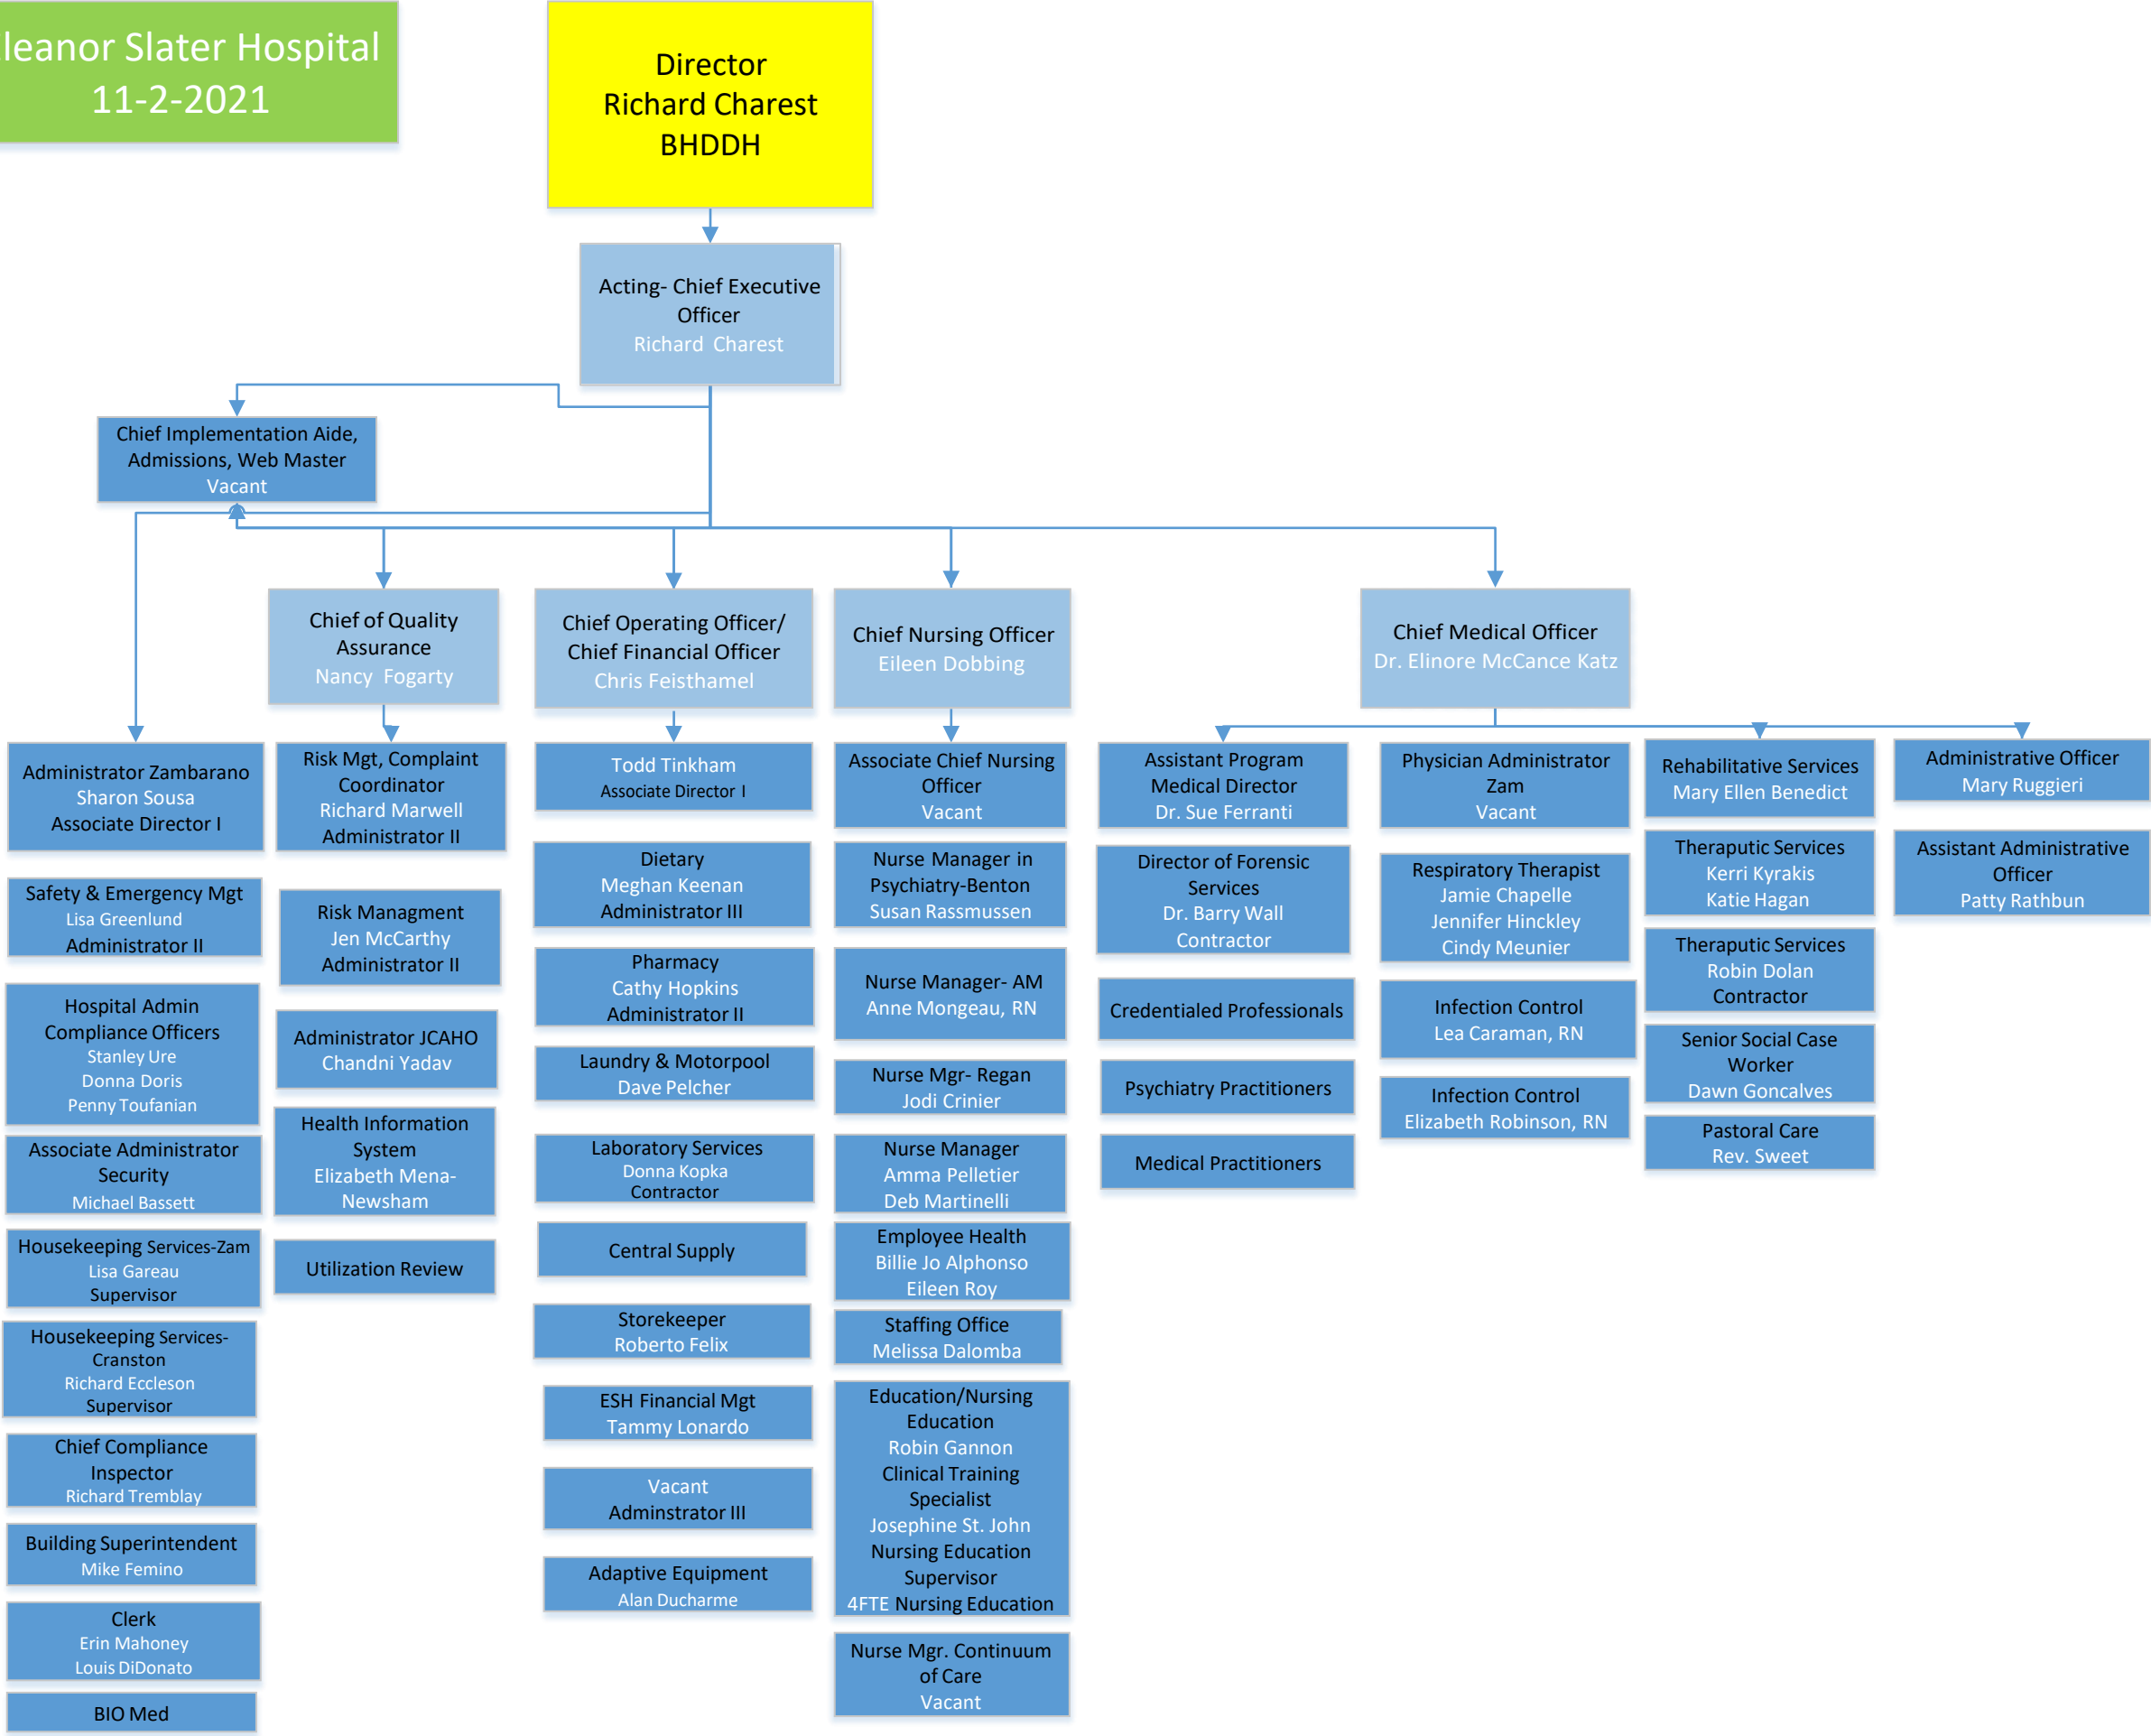 leanor Slater Hospital
11-2-2021
Director
Richard Charest
BHDDH
Acting- Chief Executive
Officer
Richard Charest
Chief Implementation Aide,
Admissions, Web Master
Vacant
Chief of Quality
Assurance
Nancy Fogarty
Chief Operating Officer/
Chief Financial Officer
Chris Feisthamel
Chief Nursing Officer
Eileen Dobbing
Chief Medical Officer
Dr. Elinore McCance Katz
Administrator Zambarano
Sharon Sousa
Associate Director I
Safety & Emergency Mgt
Lisa Greenlund
Administrator II
Hospital Admin
Compliance Officers
Stanley Ure
Donna Doris
Penny Toufanian
Associate Administrator
Security
Michael Bassett
Housekeeping Services-Zam
Lisa Gareau
Supervisor
Housekeeping Services-
Cranston
Richard Eccleson
Supervisor
Chief Compliance
Inspector
Richard Tremblay
Building Superintendent
Mike Femino
Clerk
Erin Mahoney
Louis DiDonato
BIO Med
Risk Mgt, Complaint
Coordinator
Richard Marwell
Administrator II
Risk Managment
Jen McCarthy
Administrator II
Administrator JCAHO
Chandni Yadav
Health Information
System
Elizabeth Mena-
Newsham
Utilization Review
Todd Tinkham
Associate Director I
Dietary
Meghan Keenan
Administrator III
Pharmacy
Cathy Hopkins
Administrator II
Laundry & Motorpool
Dave Pelcher
Laboratory Services
Donna Kopka
Contractor
Central Supply
Storekeeper
Roberto Felix
ESH Financial Mgt
Tammy Lonardo
Vacant
Adminstrator III
Adaptive Equipment
Alan Ducharme
Associate Chief Nursing
Officer
Vacant
Nurse Manager in
Psychiatry-Benton
Susan Rassmussen
Nurse Manager- AM
Anne Mongeau, RN
Nurse Mgr- Regan
Jodi Crinier
Nurse Manager
Amma Pelletier
Deb Martinelli
Employee Health
Billie Jo Alphonso
Eileen Roy
Staffing Office
Melissa Dalomba
Education/Nursing
Education
Robin Gannon
Clinical Training
Specialist
Josephine St. John
Nursing Education
Supervisor
4FTE Nursing Education
Nurse Mgr. Continuum
of Care
Vacant
Assistant Program
Medical Director
Dr. Sue Ferranti
Director of Forensic
Services
Dr. Barry Wall
Contractor
Credentialed Professionals
Psychiatry Practitioners
Medical Practitioners
Physician Administrator
Zam
Vacant
Respiratory Therapist
Jamie Chapelle
Jennifer Hinckley
Cindy Meunier
Infection Control
Lea Caraman, RN
Infection Control
Elizabeth Robinson, RN
Rehabilitative Services
Mary Ellen Benedict
Theraputic Services
Kerri Kyrakis
Katie Hagan
Theraputic Services
Robin Dolan
Contractor
Senior Social Case
Worker
Dawn Goncalves
Pastoral Care
Rev. Sweet
Administrative Officer
Mary Ruggieri
Assistant Administrative
Officer
Patty Rathbun